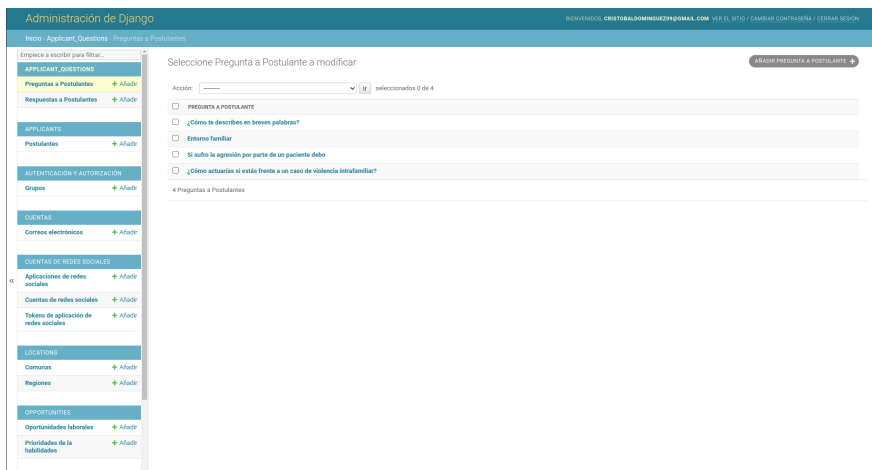 Administración de Django
BIENVENIDOS, CRISTOBALDOMINGUEZ09@GMAIL.COM. VER EL SITIO / CAMBIAR CONTRASEÑA / CERRAR SESIÓN
Inicio › Applicant_Questions › Preguntas a Postulantes
Empiece a escribir para filtrar...
APPLICANT_QUESTIONS
Preguntas a Postulantes + Añadir
Respuestas a Postulantes + Añadir
APPLICANTS
Postulantes + Añadir
AUTENTICACIÓN Y AUTORIZACIÓN
Grupos + Añadir
CUENTAS
Correos electrónicos + Añadir
CUENTAS DE REDES SOCIALES
Aplicaciones de redes
sociales + Añadir
Cuentas de redes sociales + Añadir
Tokens de aplicación de
redes sociales + Añadir
LOCATIONS
Comunas + Añadir
Regiones + Añadir
OPPORTUNITIES
Oportunidades laborales + Añadir
Prioridades de la
habilidades + Añadir
«
Seleccione Pregunta a Postulante a modificar
AÑADIR PREGUNTA A POSTULANTE +
Acción: --------- Ir seleccionados 0 de 4
PREGUNTA A POSTULANTE
¿Cómo te describes en breves palabras?
Entorno familiar
Si sufro la agresión por parte de un paciente debo
¿Cómo actuarías si estás frente a un caso de violencia intrafamiliar?
4 Preguntas a Postulantes